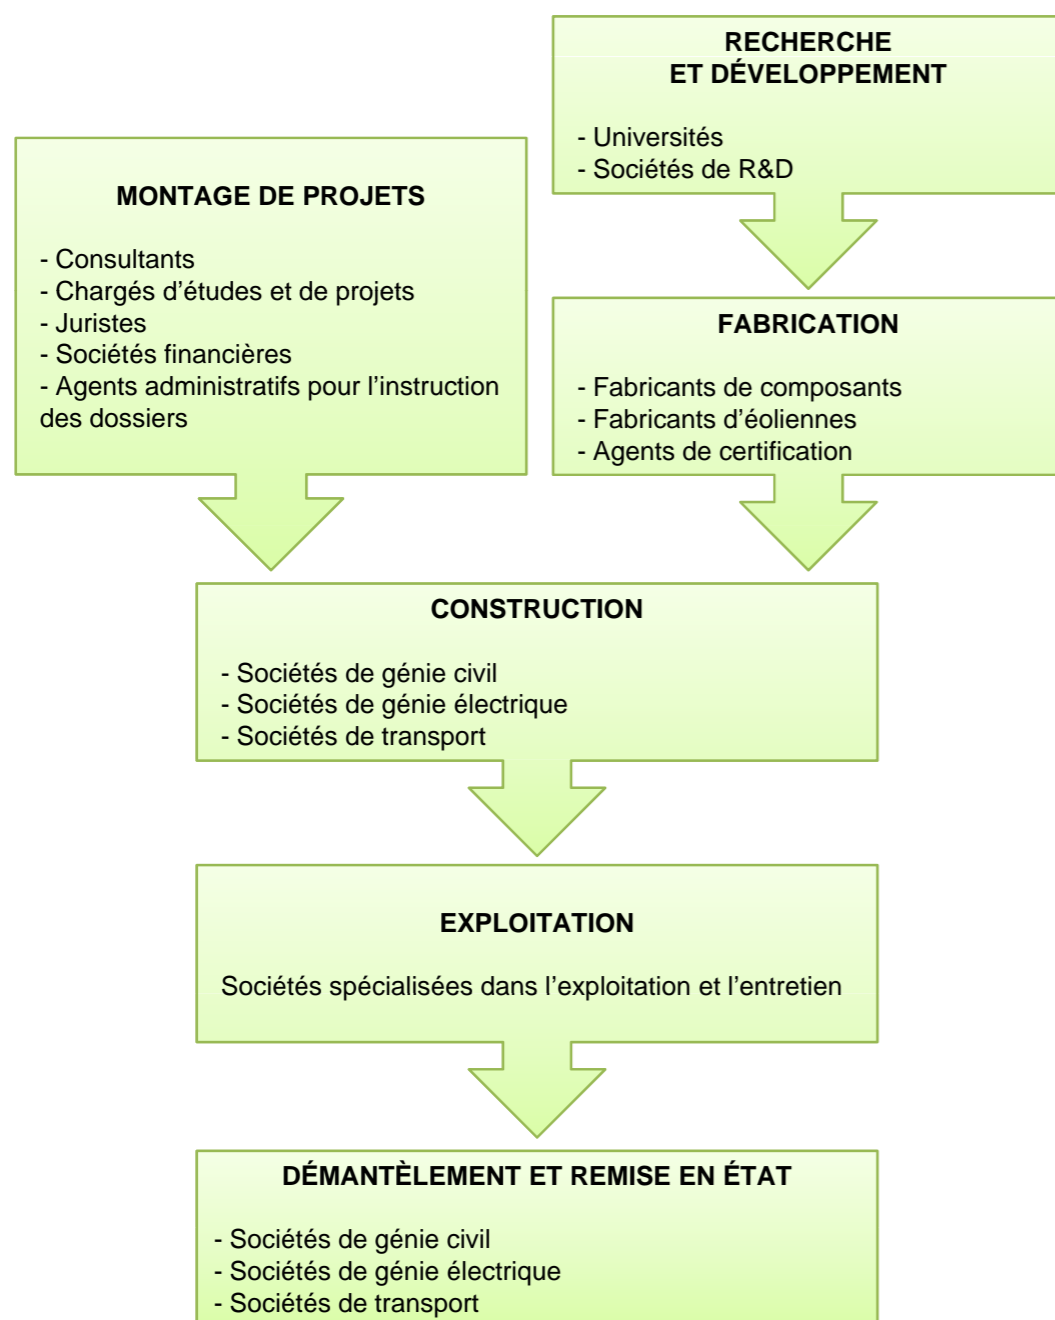 RECHERCHE
ET DÉVELOPPEMENT
- Universités
- Sociétés de R&D
MONTAGE DE PROJETS
- Consultants
- Chargés d’études et de projets
- Juristes
- Sociétés financières
- Agents administratifs pour l’instruction
des dossiers
FABRICATION
- Fabricants de composants
- Fabricants d’éoliennes
- Agents de certification
CONSTRUCTION
- Sociétés de génie civil
- Sociétés de génie électrique
- Sociétés de transport
EXPLOITATION
Sociétés spécialisées dans l’exploitation et l’entretien
DÉMANTÈLEMENT ET REMISE EN ÉTAT
- Sociétés de génie civil
- Sociétés de génie électrique
- Sociétés de transport